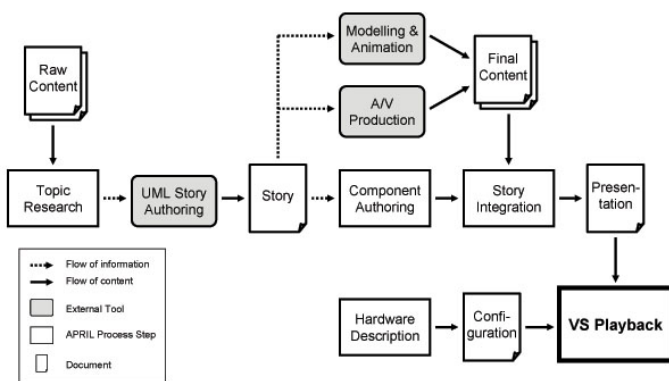 Modelling &
Animation
Raw
Content
Final
Content
A/V
Production
Topic
Research
UML Story
Authoring
Story
Component
Authoring
Story
Integration
Presen-
tation
Flow of information
Flow of content
External Tool
APRIL Process Step
Document
Hardware
Description
Confi-
guration
VS Playback